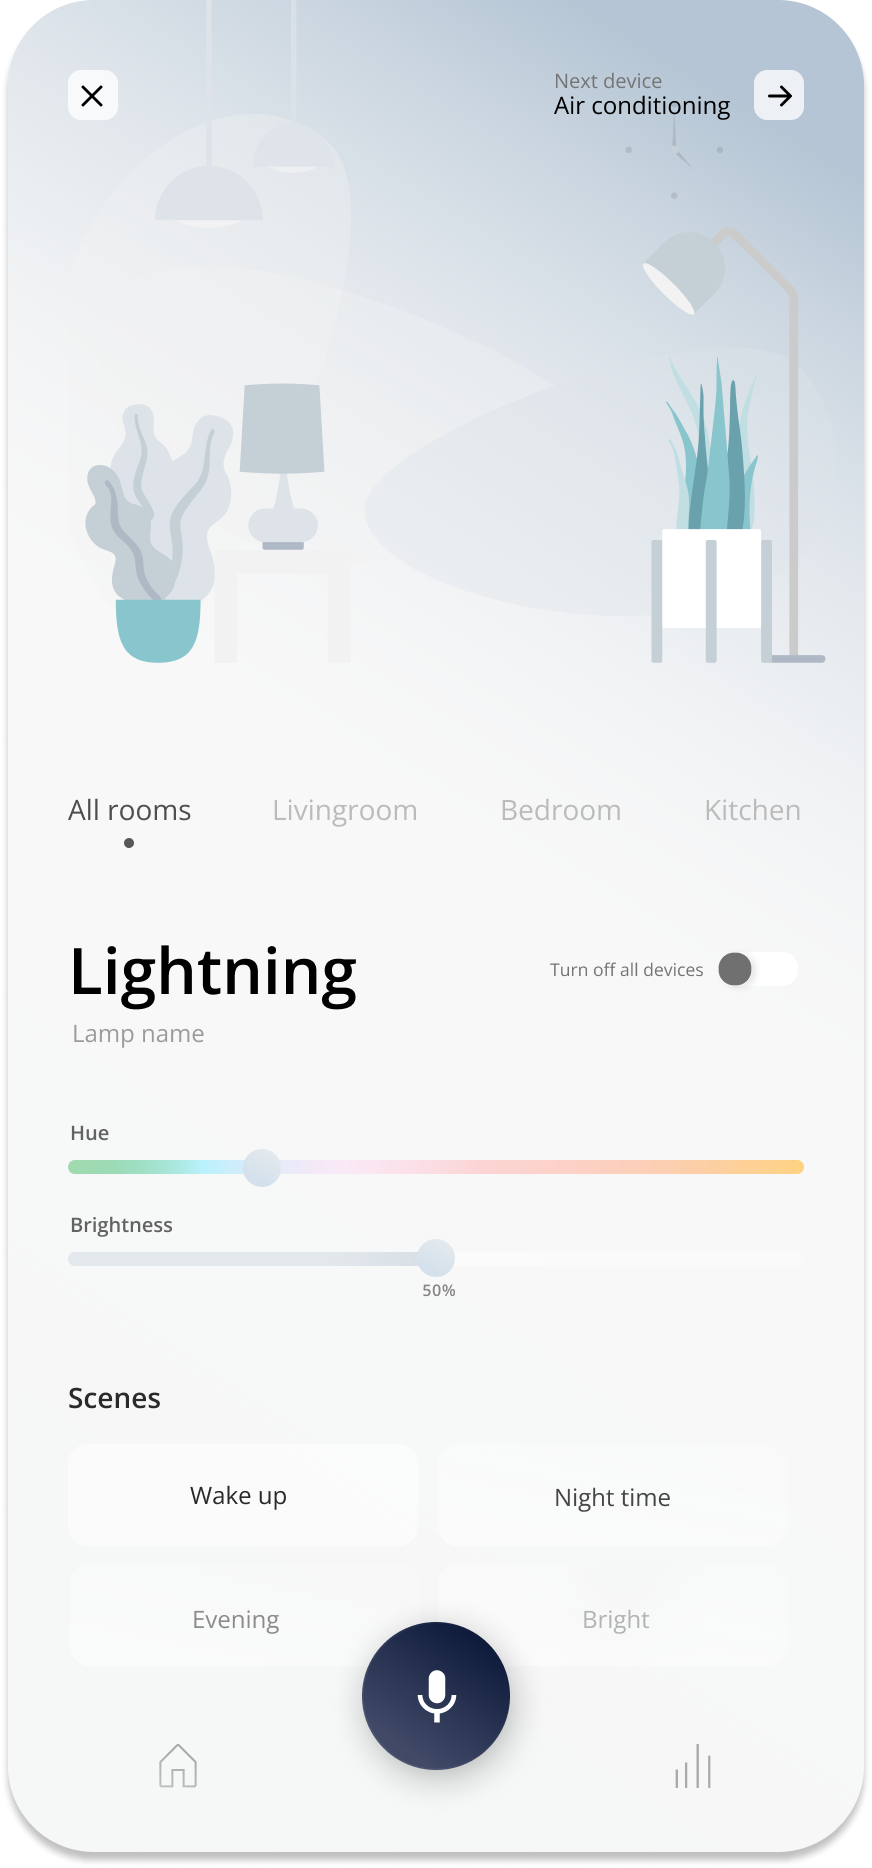 Next device
Air conditioning
All rooms
Livingroom
Bedroom
Kitchen
Lightning
Turn off all devices
Lamp name
Hue
Brightness
50%
Scenes
Wake up
Night time
Evening
Bright